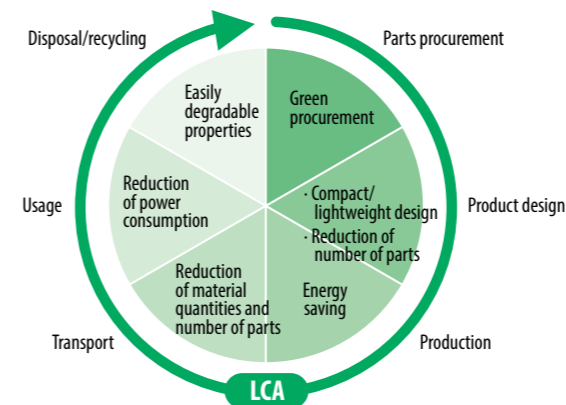 Disposal/recycling
Parts procurement
Easily
degradable
properties
Green
procurement
Usage
Reduction
of power
consumption
· Compact/
lightweight design
· Reduction of
number of parts
Product design
Reduction
of material
quantities and
number of parts
Energy
saving
Transport
Production
LCA